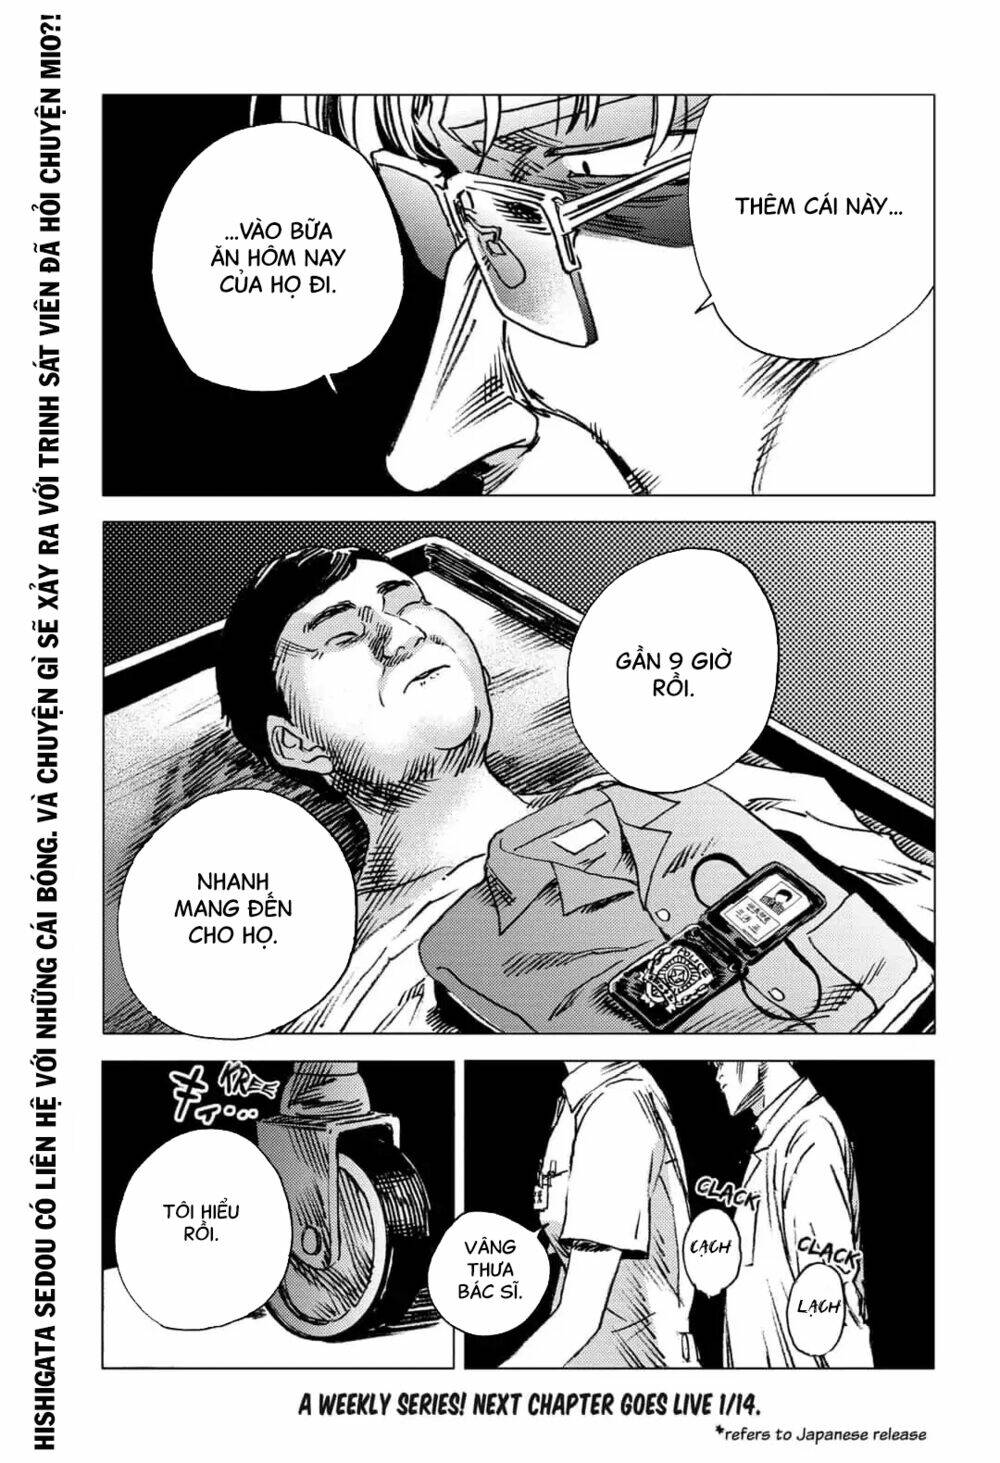 HISHIGATA SEDOU CÓ LIÊN HỆ VỚI NHỮNG CÁI BÓNG. VÀ CHUYỆN GÌ SẼ XẢY RA VỚI TRINH SÁT VIÊN ĐÃ HỎI CHUYỆN MIO?!
THÊM CÁI NÀY...
...VÀO BỮA
ĂN HÔM NAY
CỦA HỌ ĐI.
GẦN 9 GIỜ
RỒI.
NHANH
MANG ĐẾN
CHO HỌ.
POLICE
KREE
キィ...
TÔI HIỂU
RỒI.
VÂNG
THƯA
BÁC SĨ.
CLACK
CẠCH
CLACK
LẠCH
A WEEKLY SERIES! NEXT CHAPTER GOES LIVE 1/14.
*refers to Japanese release